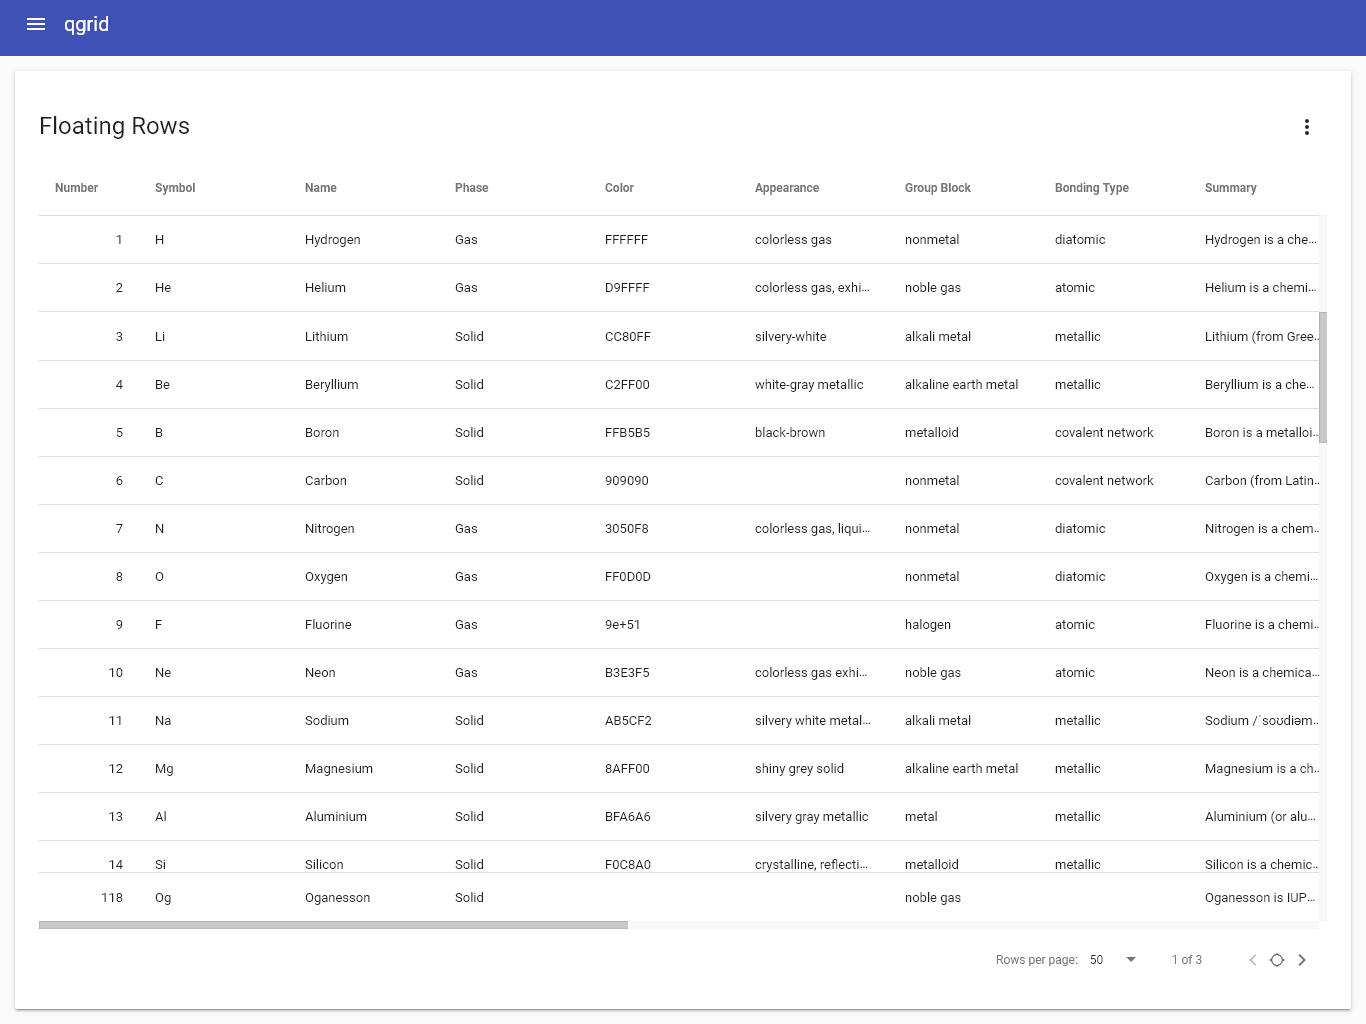 qgrid
Floating Rows
Number Symbol Name Phase Color Appearance Group Block Bonding Type Summary
1 H Hydrogen Gas FFFFFF colorless gas nonmetal diatomic Hydrogen is a che...
2 He Helium Gas D9FFFF colorless gas, exhi... noble gas atomic Helium is a chemi...
3 Li Lithium Solid CC80FF silvery-white alkali metal metallic Lithium (from Gree...
4 Be Beryllium Solid C2FF00 white-gray metallic alkaline earth metal metallic Beryllium is a che...
5 B Boron Solid FFB5B5 black-brown metalloid covalent network Boron is a metalloi...
6 C Carbon Solid 909090 nonmetal covalent network Carbon (from Latin...
7 N Nitrogen Gas 3050F8 colorless gas, liqui... nonmetal diatomic Nitrogen is a chem...
8 O Oxygen Gas FF0D0D nonmetal diatomic Oxygen is a chemi...
9 F Fluorine Gas 9e+51 halogen atomic Fluorine is a chemi...
10 Ne Neon Gas B3E3F5 colorless gas exhi... noble gas atomic Neon is a chemica...
11 Na Sodium Solid AB5CF2 silvery white metal... alkali metal metallic Sodium /ˈsoʊdiəm...
12 Mg Magnesium Solid 8AFF00 shiny grey solid alkaline earth metal metallic Magnesium is a ch...
13 Al Aluminium Solid BFA6A6 silvery gray metallic metal metallic Aluminium (or alu...
14 Si Silicon Solid F0C8A0 crystalline, reflecti... metalloid metallic Silicon is a chemic...
118 Og Oganesson Solid noble gas Oganesson is IUP...
Rows per page: 50 1 of 3